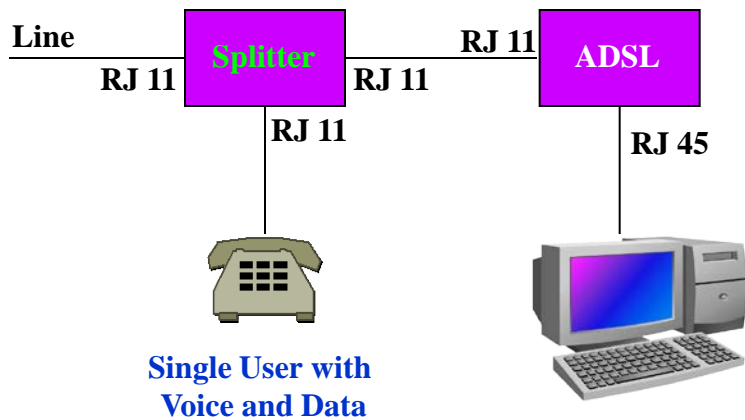 Line
Splitter
RJ 11
ADSL
RJ 11
RJ 11
RJ 11
RJ 45
Single User with
Voice and Data